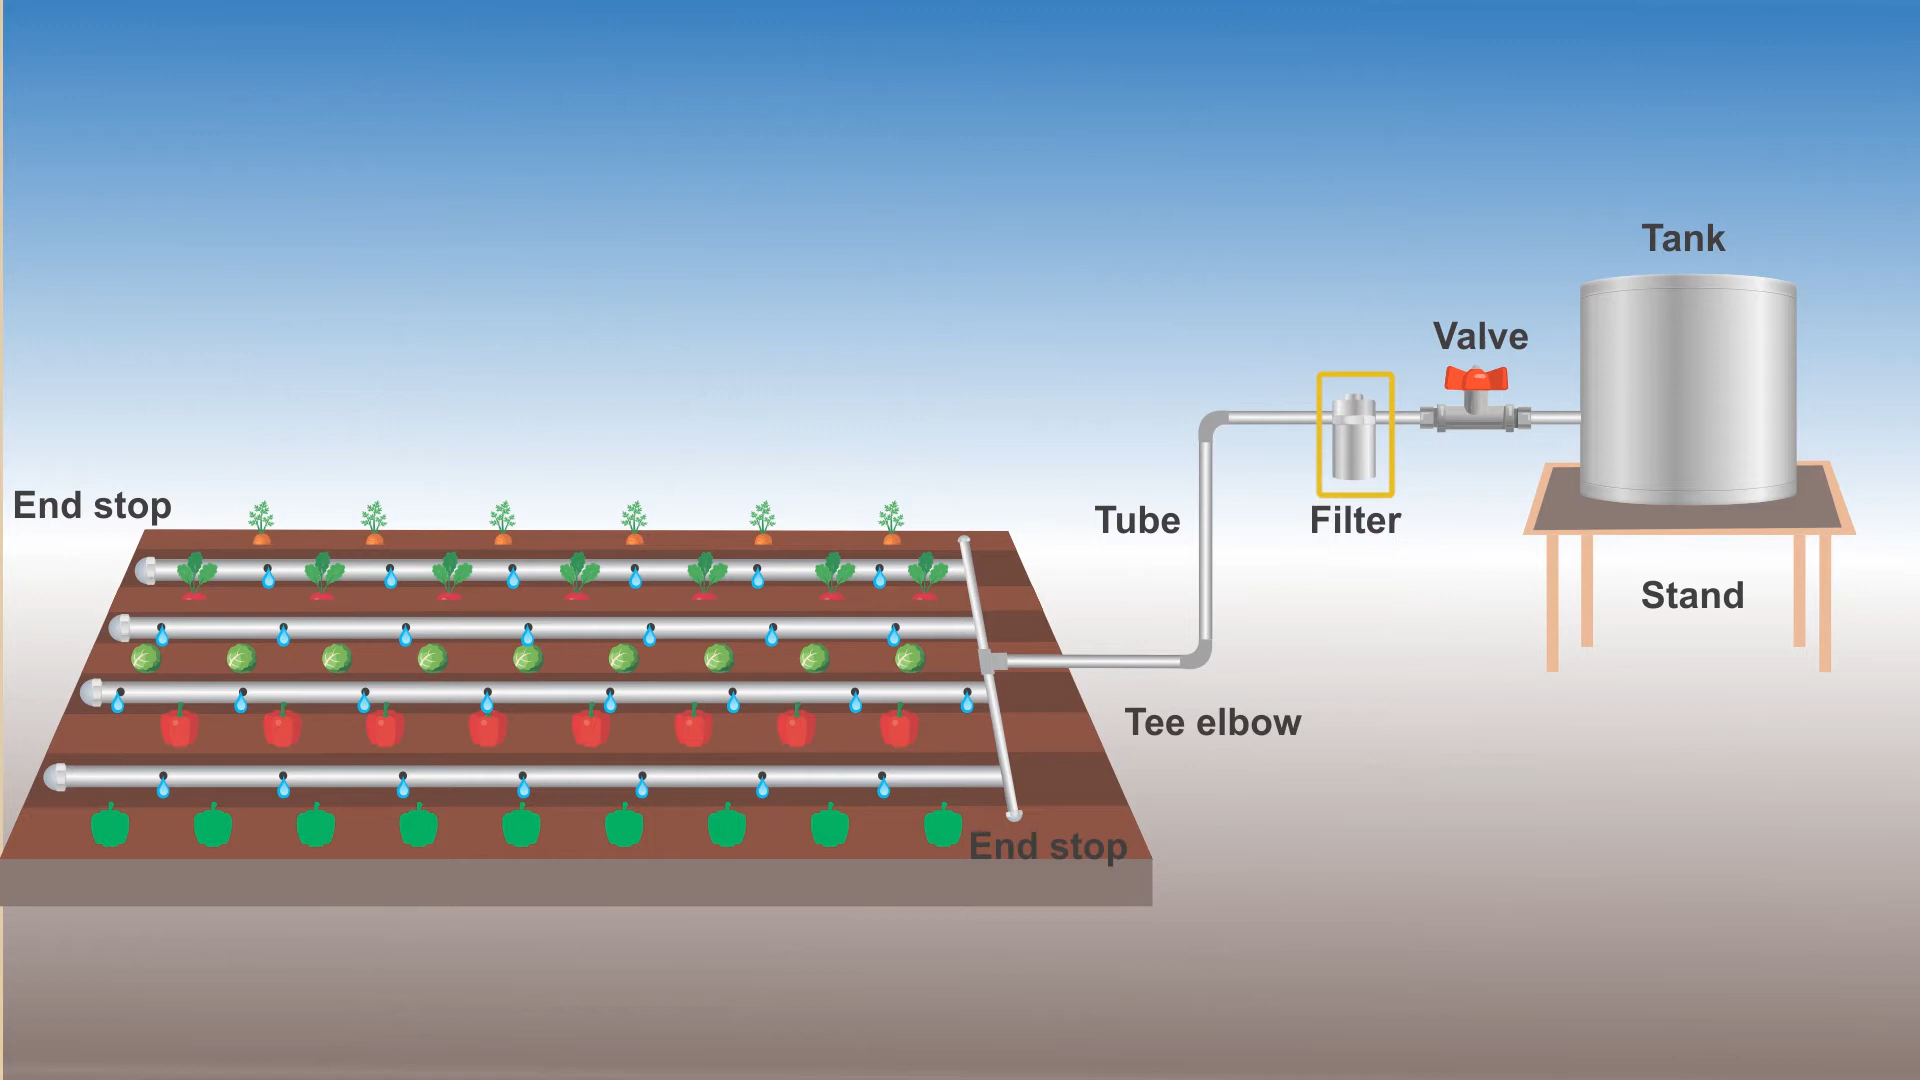 Tank
Valve
End stop
Tube
Filter
Stand
Tee elbow
End stop